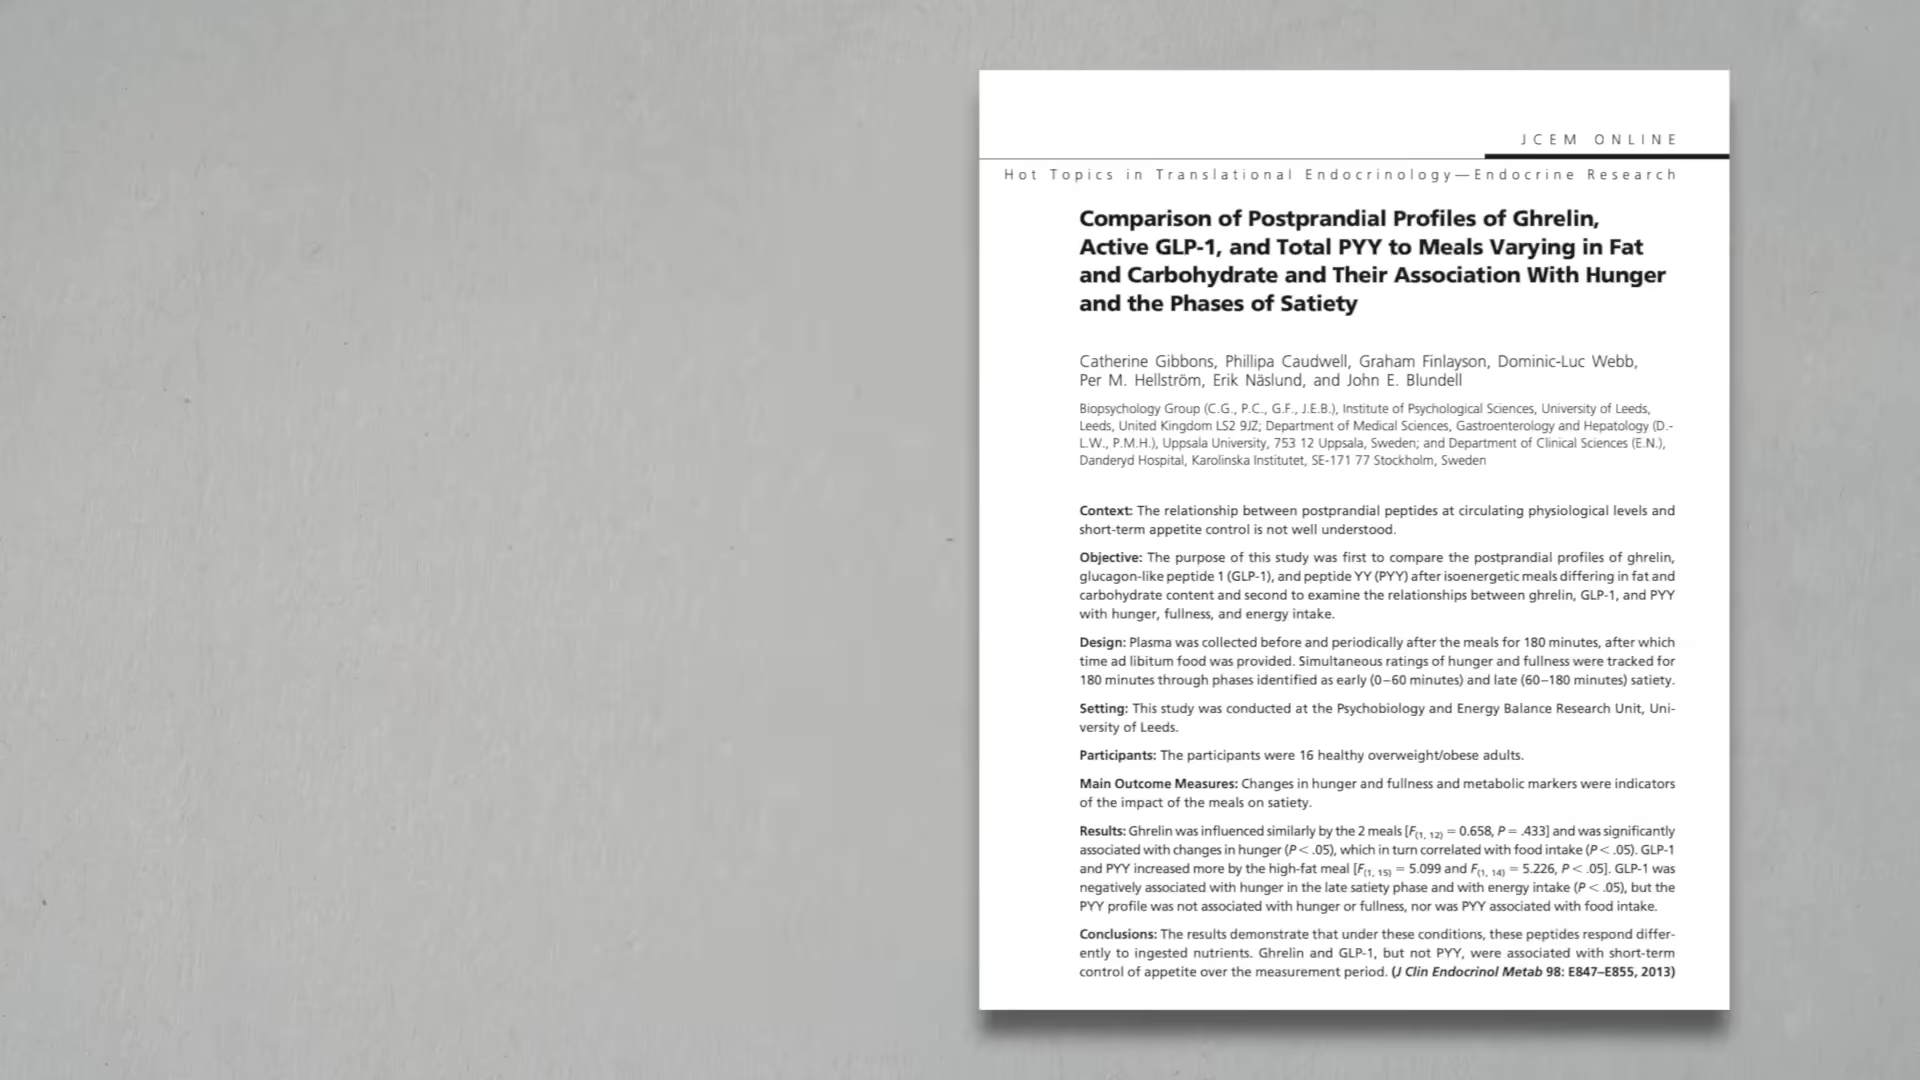 JCEM ONLINE
Hot Topics in Translational Endocrinology—Endocrine Research
Comparison of Postprandial Profiles of Ghrelin,
Active GLP-1, and Total PYY to Meals Varying in Fat
and Carbohydrate and Their Association With Hunger
and the Phases of Satiety
Catherine Gibbons, Phillipa Caudwell, Graham Finlayson, Dominic-Luc Webb,
Per M. Hellström, Erik Näslund, and John E. Blundell
Biopsychology Group (C.G., P.C., G.F., J.E.B.), Institute of Psychological Sciences, University of Leeds,
Leeds, United Kingdom LS2 9JZ; Department of Medical Sciences, Gastroenterology and Hepatology (D.-
L.W., P.M.H.), Uppsala University, 753 12 Uppsala, Sweden; and Department of Clinical Sciences (E.N.),
Danderyd Hospital, Karolinska Institutet, SE-171 77 Stockholm, Sweden
Context: The relationship between postprandial peptides at circulating physiological levels and
short-term appetite control is not well understood.
Objective: The purpose of this study was first to compare the postprandial profiles of ghrelin,
glucagon-like peptide 1 (GLP-1), and peptide YY (PYY) after isoenergetic meals differing in fat and
carbohydrate content and second to examine the relationships between ghrelin, GLP-1, and PYY
with hunger, fullness, and energy intake.
Design: Plasma was collected before and periodically after the meals for 180 minutes, after which
time ad libitum food was provided. Simultaneous ratings of hunger and fullness were tracked for
180 minutes through phases identified as early (0–60 minutes) and late (60–180 minutes) satiety.
Setting: This study was conducted at the Psychobiology and Energy Balance Research Unit, Uni-
versity of Leeds.
Participants: The participants were 16 healthy overweight/obese adults.
Main Outcome Measures: Changes in hunger and fullness and metabolic markers were indicators
of the impact of the meals on satiety.
Results: Ghrelin was influenced similarly by the 2 meals [F(1, 12) = 0.658, P = .433] and was significantly
associated with changes in hunger (P < .05), which in turn correlated with food intake (P < .05). GLP-1
and PYY increased more by the high-fat meal [F(1, 15) = 5.099 and F(1, 14) = 5.226, P < .05]. GLP-1 was
negatively associated with hunger in the late satiety phase and with energy intake (P < .05), but the
PYY profile was not associated with hunger or fullness, nor was PYY associated with food intake.
Conclusions: The results demonstrate that under these conditions, these peptides respond differ-
ently to ingested nutrients. Ghrelin and GLP-1, but not PYY, were associated with short-term
control of appetite over the measurement period. (J Clin Endocrinol Metab 98: E847–E855, 2013)